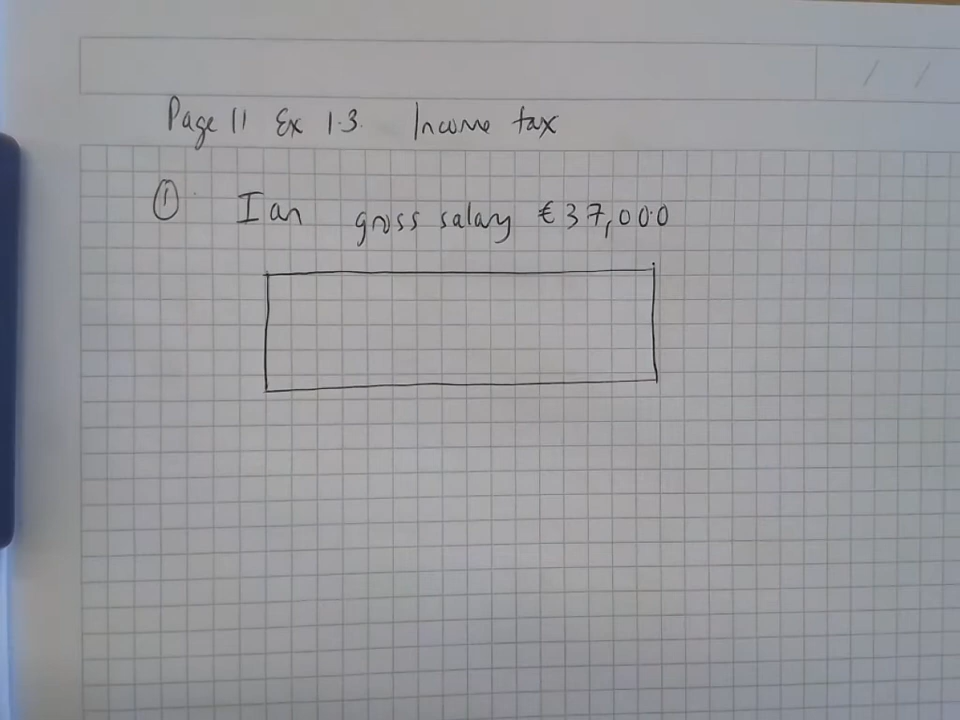 / /
Page 11 Ex 1.3. Income tax
① Ian gross salary €37,000